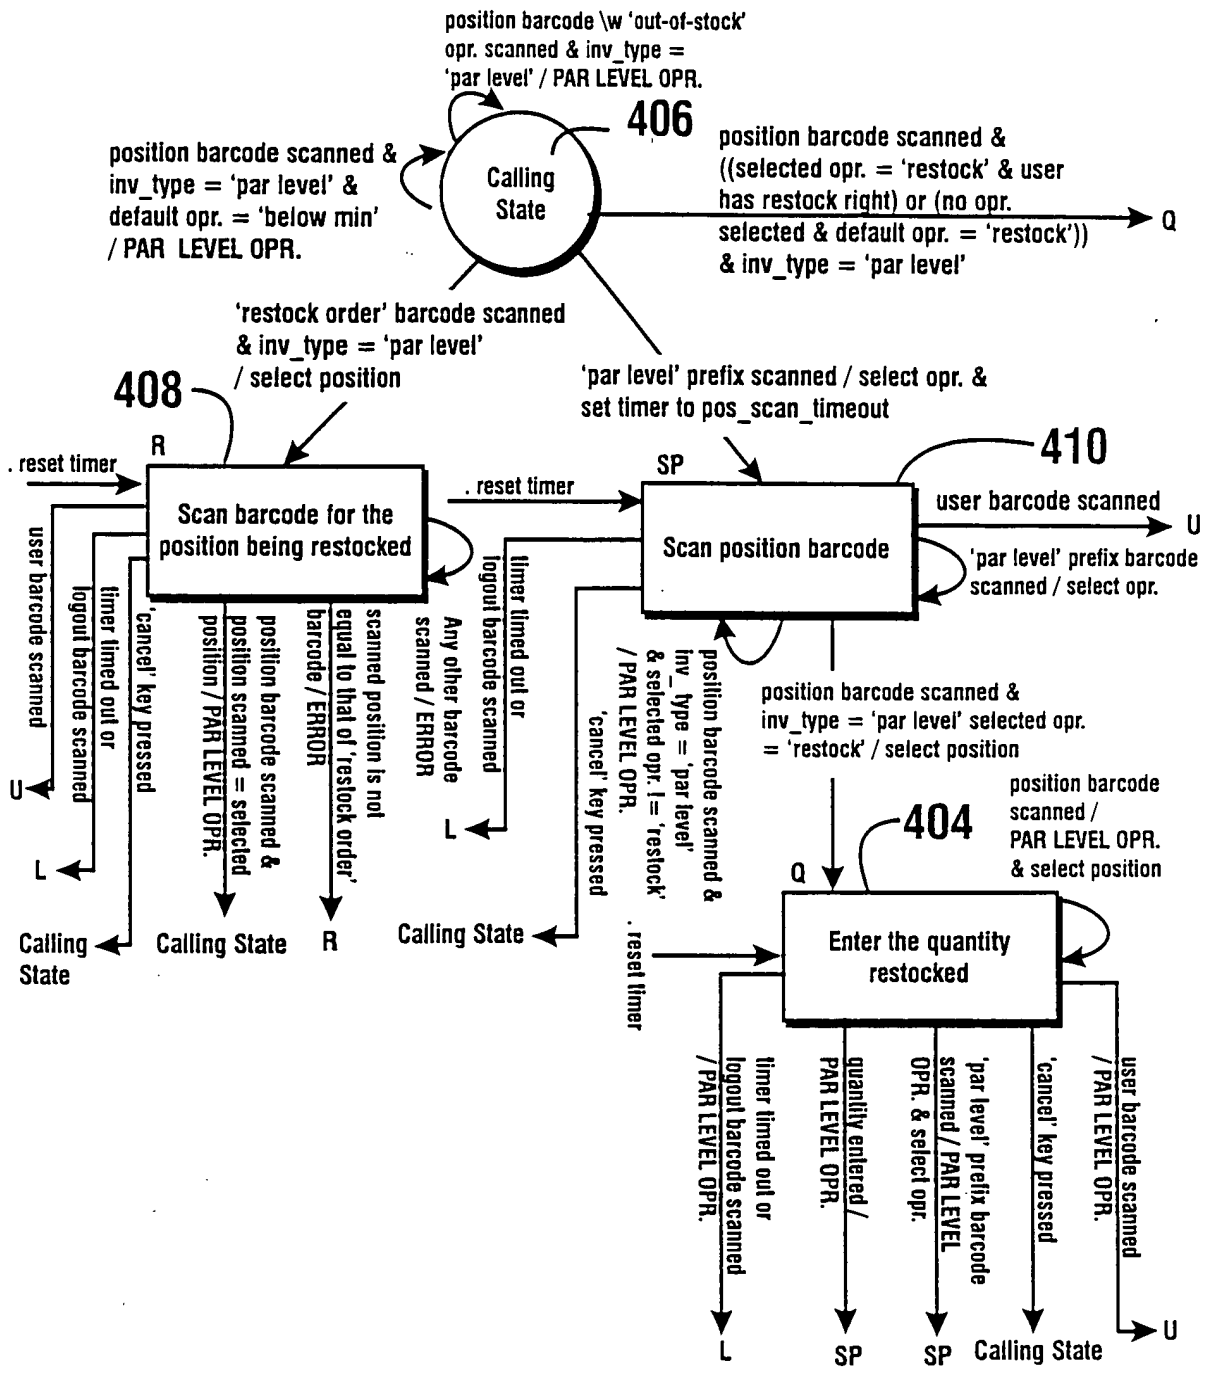 position barcode \w 'out-of-stock'
opr. scanned & inv_type =
'par level' / PAR LEVEL OPR.
406
position barcode scanned &
inv_type = 'par level' &
default opr. = 'below min'
/ PAR LEVEL OPR.
Calling
State
position barcode scanned &
((selected opr. = 'restock' & user
has restock right) or (no opr.
selected & default opr. = 'restock'))
& inv_type = 'par level'
Q
'restock order' barcode scanned
& inv_type = 'par level'
/ select position
'par level' prefix scanned / select opr. &
set timer to pos_scan_timeout
408
R
. reset timer
Scan barcode for the
position being restocked
410
SP
. reset timer
Scan position barcode
user barcode scanned
U
'par level' prefix barcode
scanned / select opr.
user barcode scanned
U
timer timed out or
logout barcode scanned
L
'cancel' key pressed
Calling
State
position barcode scanned &
position scanned = selected
position / PAR LEVEL OPR.
Calling State
scanned position is not
equal to that of 'restock order'
barcode / ERROR
R
Any other barcode
scanned / ERROR
timer timed out or
logout barcode scanned
L
'cancel' key pressed
Calling State
position barcode scanned &
inv_type = 'par level'
& selected opr. ! = 'restock'
/ PAR LEVEL OPR.
position barcode scanned &
inv_type = 'par level' selected opr.
= 'restock' / select position
404
Q
position barcode
scanned /
PAR LEVEL OPR.
& select position
. reset timer
Enter the quantity
restocked
timer timed out or
logout barcode scanned
/ PAR LEVEL OPR.
L
quantity entered /
PAR LEVEL OPR.
SP
'par level' prefix barcode
scanned / PAR LEVEL
OPR. & select opr.
SP
'cancel' key pressed
Calling State
user barcode scanned
/ PAR LEVEL OPR.
U